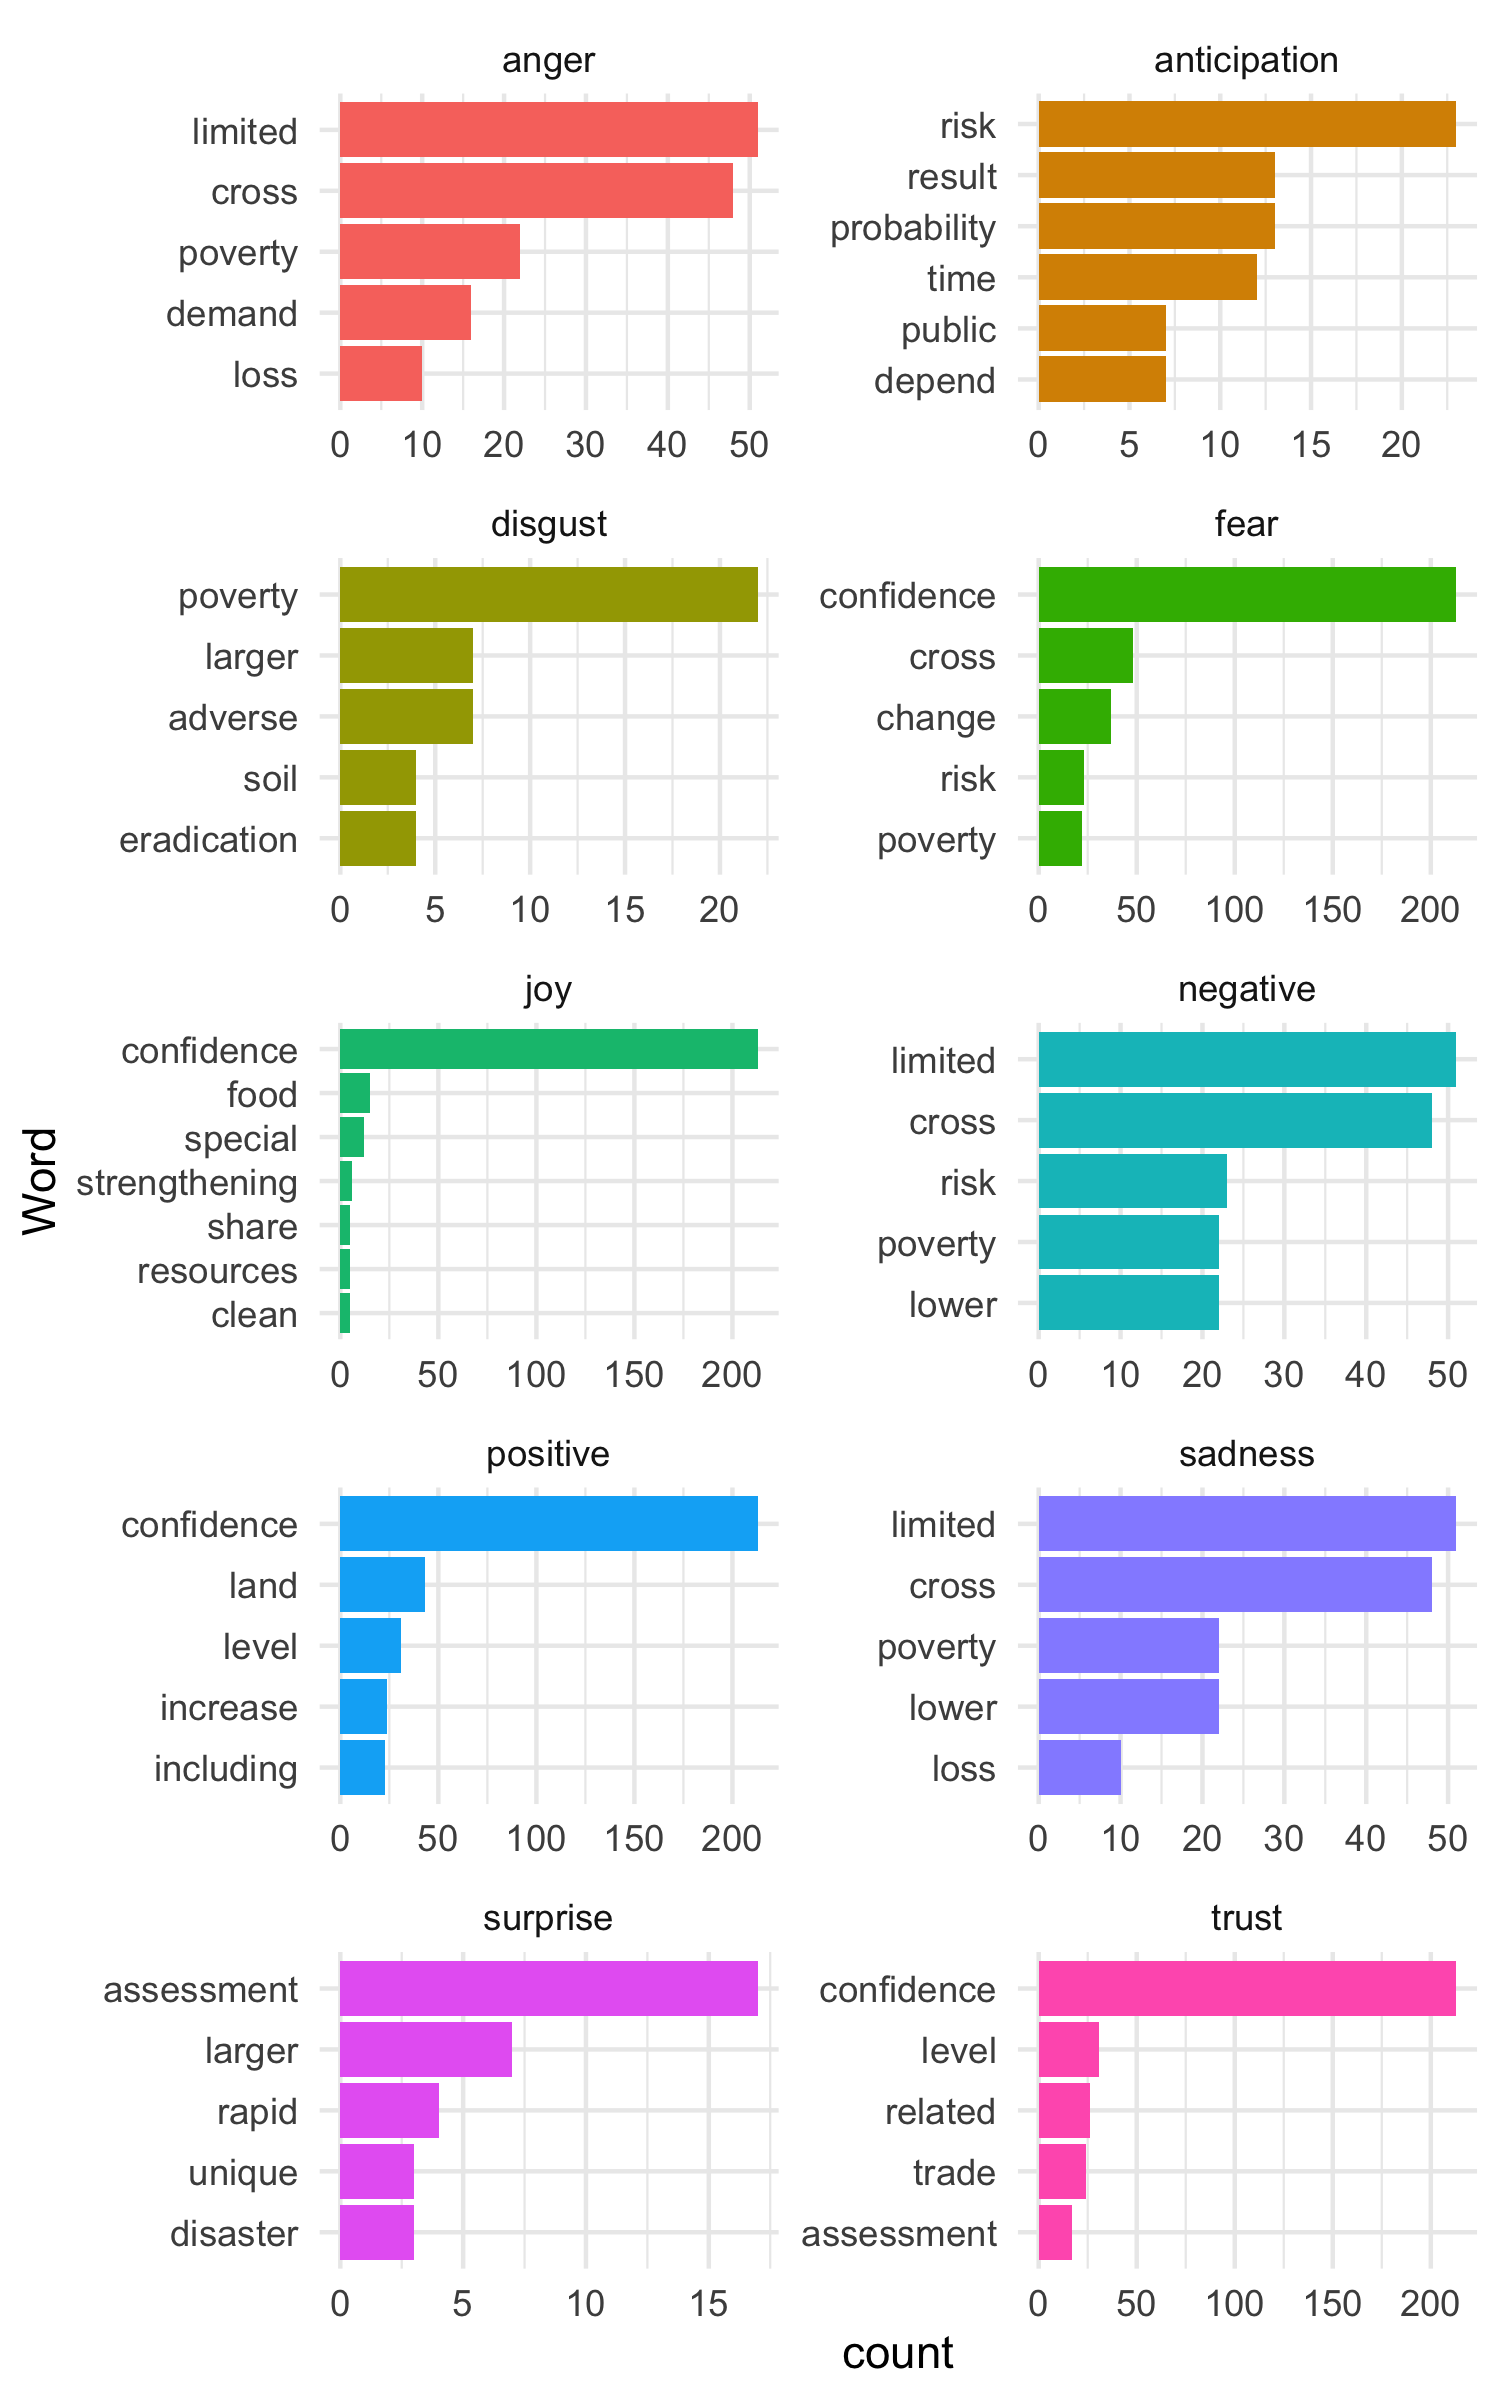 anger
limited
cross
poverty
demand
loss
0 10 20 30 40 50
anticipation
risk
result
probability
time
public
depend
0 5 10 15 20
disgust
poverty
larger
adverse
soil
eradication
0 5 10 15 20
fear
confidence
cross
change
risk
poverty
0 50 100 150 200
joy
confidence
food
special
strengthening
share
resources
clean
0 50 100 150 200
negative
limited
cross
risk
poverty
lower
0 10 20 30 40 50
positive
confidence
land
level
increase
including
0 50 100 150 200
sadness
limited
cross
poverty
lower
loss
0 10 20 30 40 50
surprise
assessment
larger
rapid
unique
disaster
0 5 10 15
trust
confidence
level
related
trade
assessment
0 50 100 150 200
Word
count